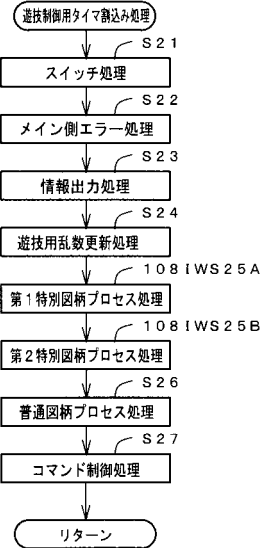 遊技制御用タイマ割込み処理
S21
スイッチ処理
S22
メイン側エラー処理
S23
情報出力処理
S24
遊技用乱数更新処理
108IWS25A
第1特別図柄プロセス処理
108IWS25B
第2特別図柄プロセス処理
S26
普通図柄プロセス処理
S27
コマンド制御処理
リターン